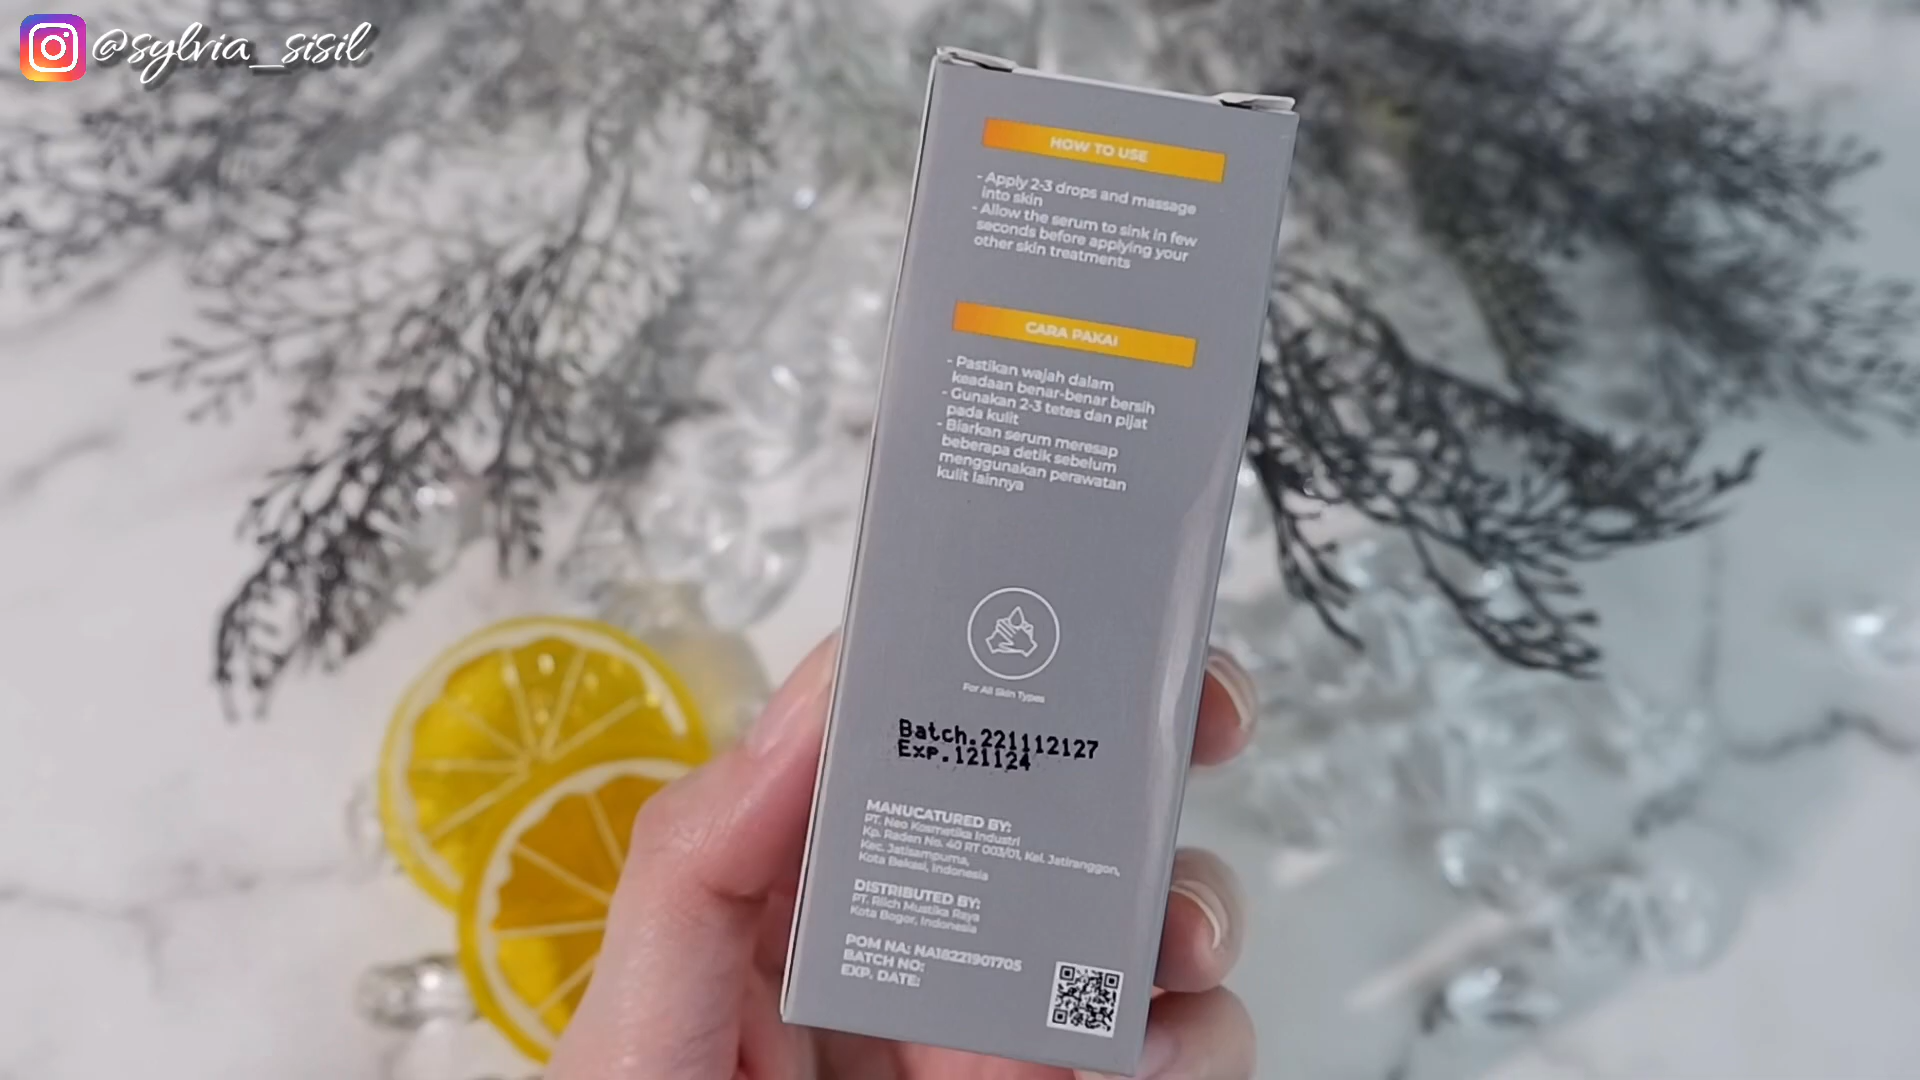 @sylvia_sisil
HOW TO USE
- Apply 2-3 drops and massage
into skin
- Allow the serum to sink in few
seconds before applying your
other skin treatments
CARA PAKAI
- Pastikan wajah dalam
keadaan benar-benar bersih
- Gunakan 2-3 tetes dan pijat
pada kulit
- Biarkan serum meresap
beberapa detik sebelum
menggunakan perawatan
kulit lainnya
For All Skin Types
Batch.221112127
Exp.121124
MANUCATURED BY:
PT. Neo Kosmetika Industri
Kp. Raden No. 40 RT 003/01, Kel. Jatiranggon,
Kec. Jatisampurna,
Kota Bekasi, Indonesia
DISTRIBUTED BY:
PT. Riich Mustika Raya
Kota Bogor, Indonesia
POM NA: NA18221901705
BATCH NO:
EXP. DATE: